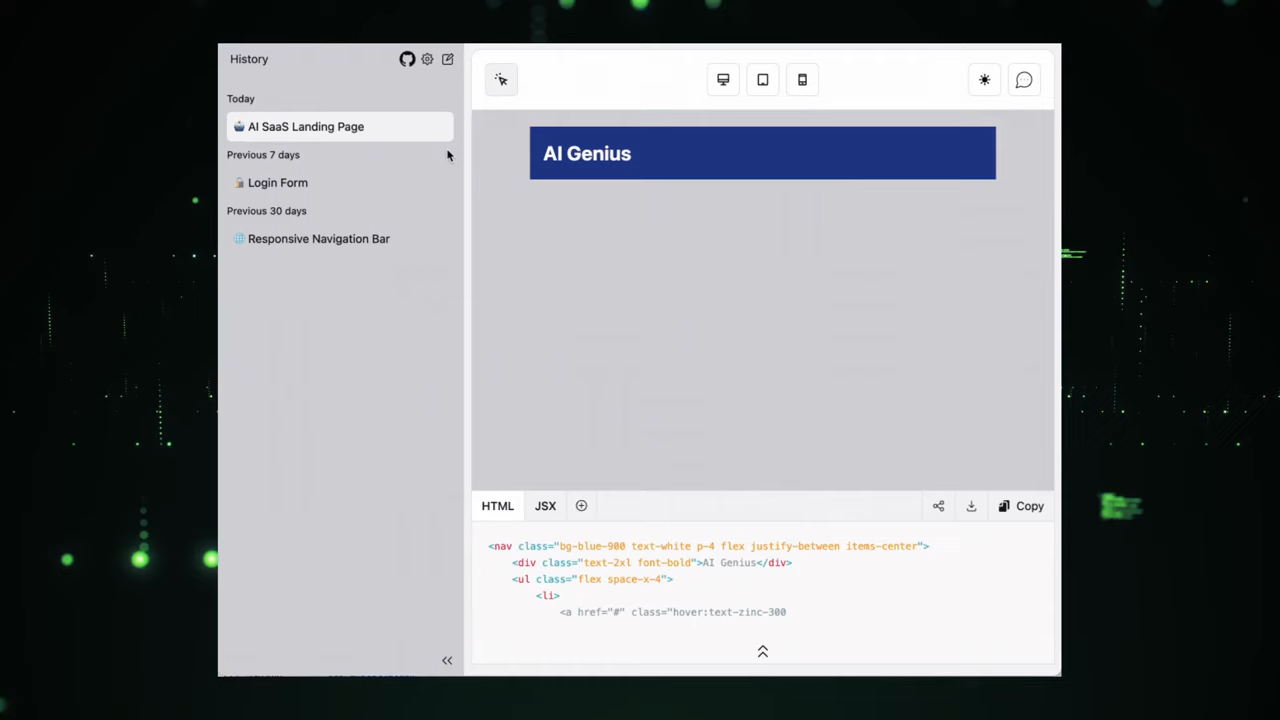 History
Today
AI SaaS Landing Page
Previous 7 days
Login Form
Previous 30 days
Responsive Navigation Bar
AI Genius
HTML JSX Copy
<nav class="bg-blue-900 text-white p-4 flex justify-between items-center">
<div class="text-2xl font-bold">AI Genius</div>
<ul class="flex space-x-4">
<li>
<a href="#" class="hover:text-zinc-300